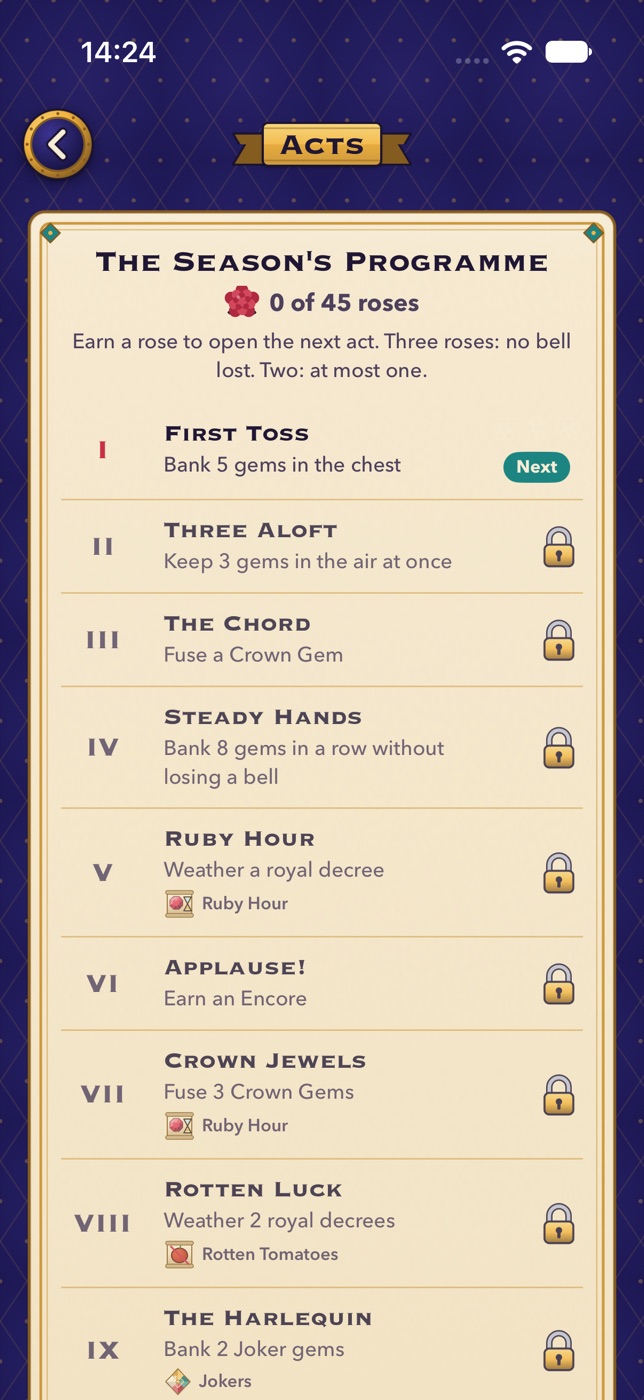 14:24
Acts
The Season's Programme
0 of 45 roses
Earn a rose to open the next act. Three roses: no bell
lost. Two: at most one.
I
First Toss
Bank 5 gems in the chest
Next
II
Three Aloft
Keep 3 gems in the air at once
III
The Chord
Fuse a Crown Gem
IV
Steady Hands
Bank 8 gems in a row without
losing a bell
V
Ruby Hour
Weather a royal decree
Ruby Hour
VI
Applause!
Earn an Encore
VII
Crown Jewels
Fuse 3 Crown Gems
Ruby Hour
VIII
Rotten Luck
Weather 2 royal decrees
Rotten Tomatoes
IX
The Harlequin
Bank 2 Joker gems
Jokers